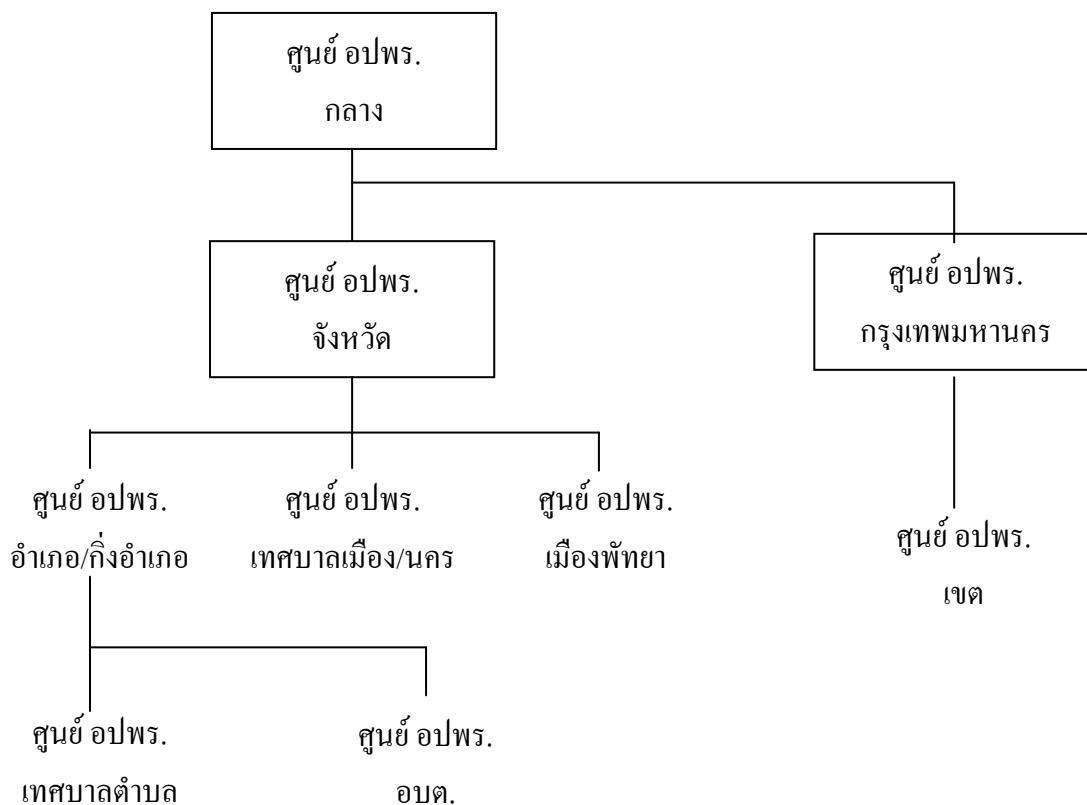 ศูนย์ อปพร.
กลาง
ศูนย์ อปพร.
จังหวัด
ศูนย์ อปพร.
กรุงเทพมหานคร
ศูนย์ อปพร.
อำเภอ/กิ่งอำเภอ
ศูนย์ อปพร.
เทศบาลเมือง/นคร
ศูนย์ อปพร.
เมืองพัทยา
ศูนย์ อปพร.
เขต
ศูนย์ อปพร.
เทศบาลตำบล
ศูนย์ อปพร.
อบต.